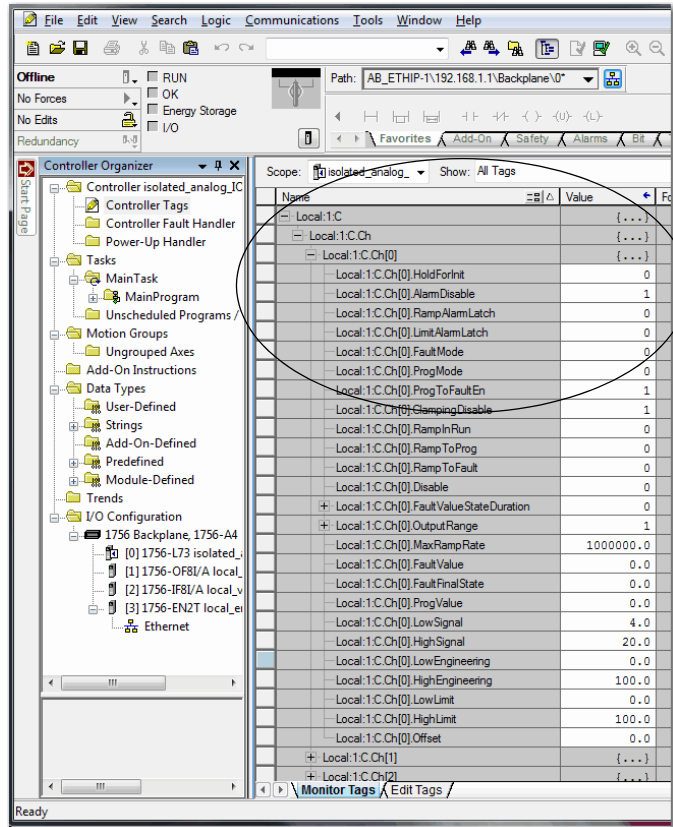 File Edit View Search Logic Communications Tools Window Help
Offline
RUN
No Forces
OK
No Edits
Energy Storage
Redundancy
I/O
Path: AB_ETHIP-1\192.168.1.1\Backplane\0*
Favorites Add-On Safety Alarms Bit
Start Page
Controller Organizer
Controller isolated_analog_IO
Controller Tags
Controller Fault Handler
Power-Up Handler
Tasks
MainTask
MainProgram
Unscheduled Programs /
Motion Groups
Ungrouped Axes
Add-On Instructions
Data Types
User-Defined
Strings
Add-On-Defined
Predefined
Module-Defined
Trends
I/O Configuration
1756 Backplane, 1756-A4
[0] 1756-L73 isolated_
[1] 1756-OF8I/A local_
[2] 1756-IF8I/A local_v
[3] 1756-EN2T local_e
Ethernet
Scope: isolated_analog_ Show: All Tags
Name Value Fo
Local:1:C {...}
Local:1:C.Ch {...}
Local:1:C.Ch[0] {...}
Local:1:C.Ch[0].HoldForInit 0
Local:1:C.Ch[0].AlarmDisable 1
Local:1:C.Ch[0].RampAlarmLatch 0
Local:1:C.Ch[0].LimitAlarmLatch 0
Local:1:C.Ch[0].FaultMode 0
Local:1:C.Ch[0].ProgMode 0
Local:1:C.Ch[0].ProgToFaultEn 1
Local:1:C.Ch[0].ClampingDisable 1
Local:1:C.Ch[0].RampInRun 0
Local:1:C.Ch[0].RampToProg 0
Local:1:C.Ch[0].RampToFault 0
Local:1:C.Ch[0].Disable 0
Local:1:C.Ch[0].FaultValueStateDuration 0
Local:1:C.Ch[0].OutputRange 1
Local:1:C.Ch[0].MaxRampRate 1000000.0
Local:1:C.Ch[0].FaultValue 0.0
Local:1:C.Ch[0].FaultFinalState 0.0
Local:1:C.Ch[0].ProgValue 0.0
Local:1:C.Ch[0].LowSignal 4.0
Local:1:C.Ch[0].HighSignal 20.0
Local:1:C.Ch[0].LowEngineering 0.0
Local:1:C.Ch[0].HighEngineering 100.0
Local:1:C.Ch[0].LowLimit 0.0
Local:1:C.Ch[0].HighLimit 100.0
Local:1:C.Ch[0].Offset 0.0
Local:1:C.Ch[1] {...}
Local:1:C.Ch[2] {...}
Monitor Tags Edit Tags
Ready